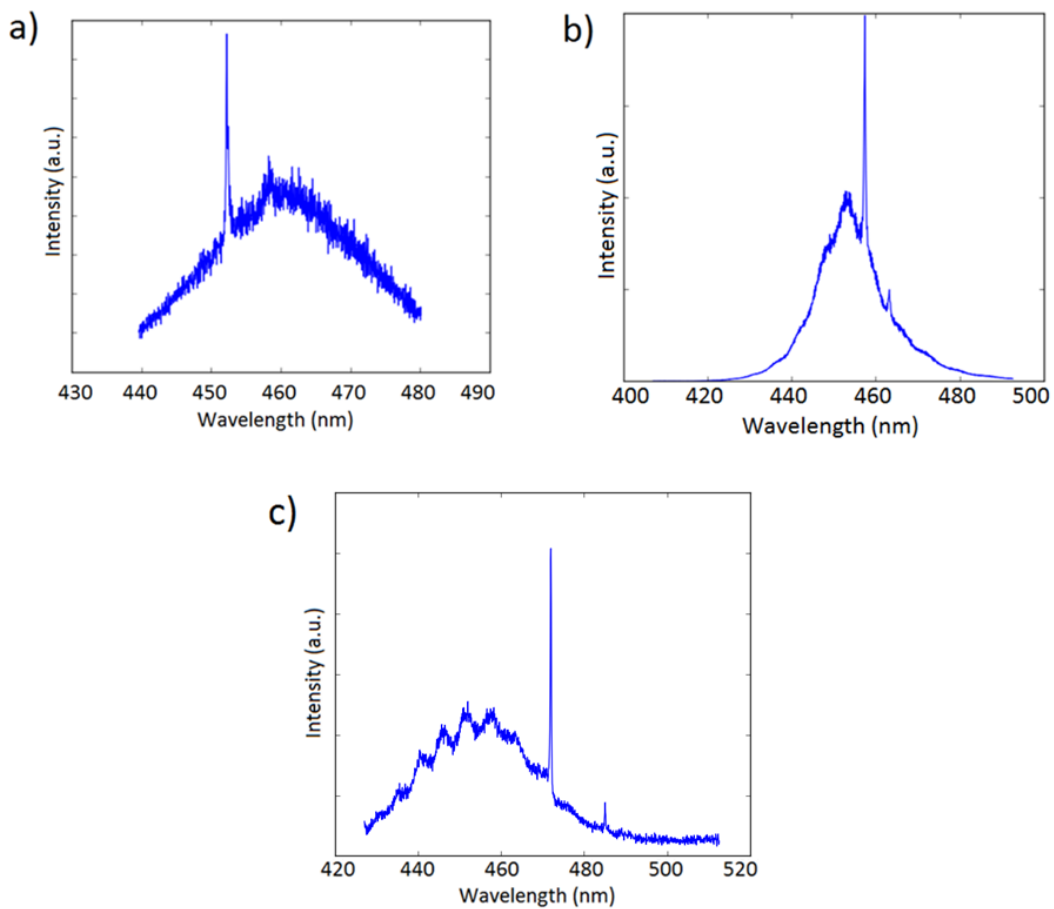 a)
Intensity (a.u.)
430 440 450 460 470 480 490
Wavelength (nm)
b)
Intensity (a.u.)
400 420 440 460 480 500
Wavelength (nm)
c)
Intensity (a.u.)
420 440 460 480 500 520
Wavelength (nm)